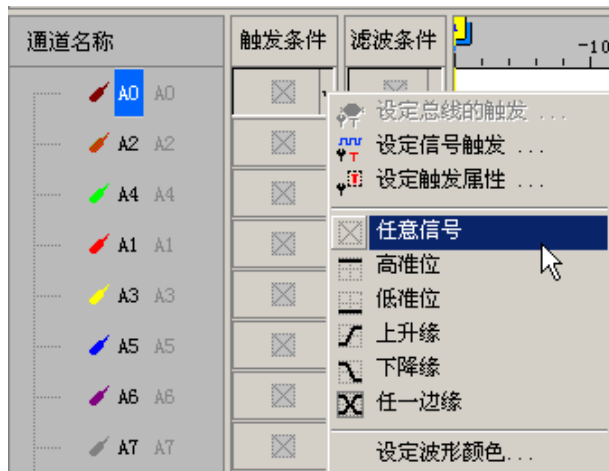 通道名称 触发条件 滤波条件 -10
A0 A0
A2 A2
A4 A4
A1 A1
A3 A3
A5 A5
A6 A6
A7 A7
设定总线的触发 ...
设定信号触发 ...
设定触发属性 ...
任意信号
高准位
低准位
上升缘
下降缘
任一边缘
设定波形颜色...